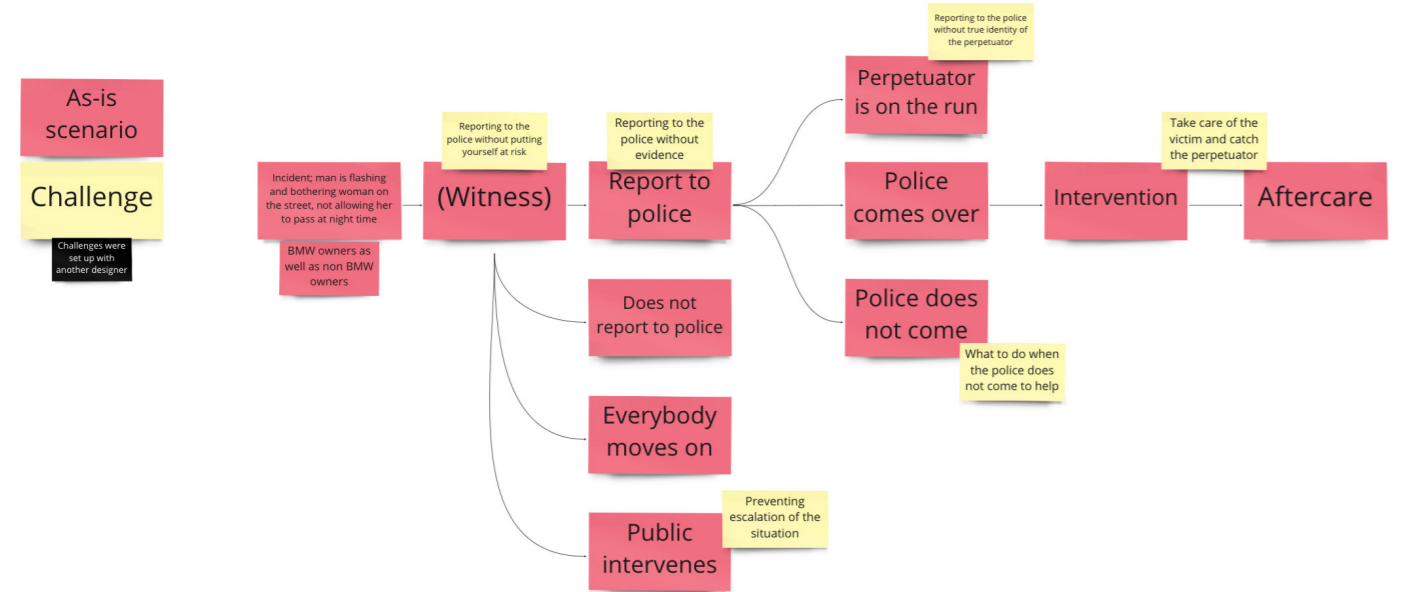 As-is
scenario
Challenge
Challenges were
set up with
another designer
Incident; man is flashing
and bothering woman on
the street, not allowing her
to pass at night time
BMW owners as
well as non BMW
owners
Reporting to the
police without putting
yourself at risk
(Witness)
Reporting to the
police without
evidence
Report to
police
Does not
report to police
Everybody
moves on
Public
intervenes
Preventing
escalation of the
situation
Reporting to the police
without true identity of
the perpetuator
Perpetuator
is on the run
Police
comes over
Police does
not come
What to do when
the police does
not come to help
Intervention
Take care of the
victim and catch
the perpetuator
Aftercare